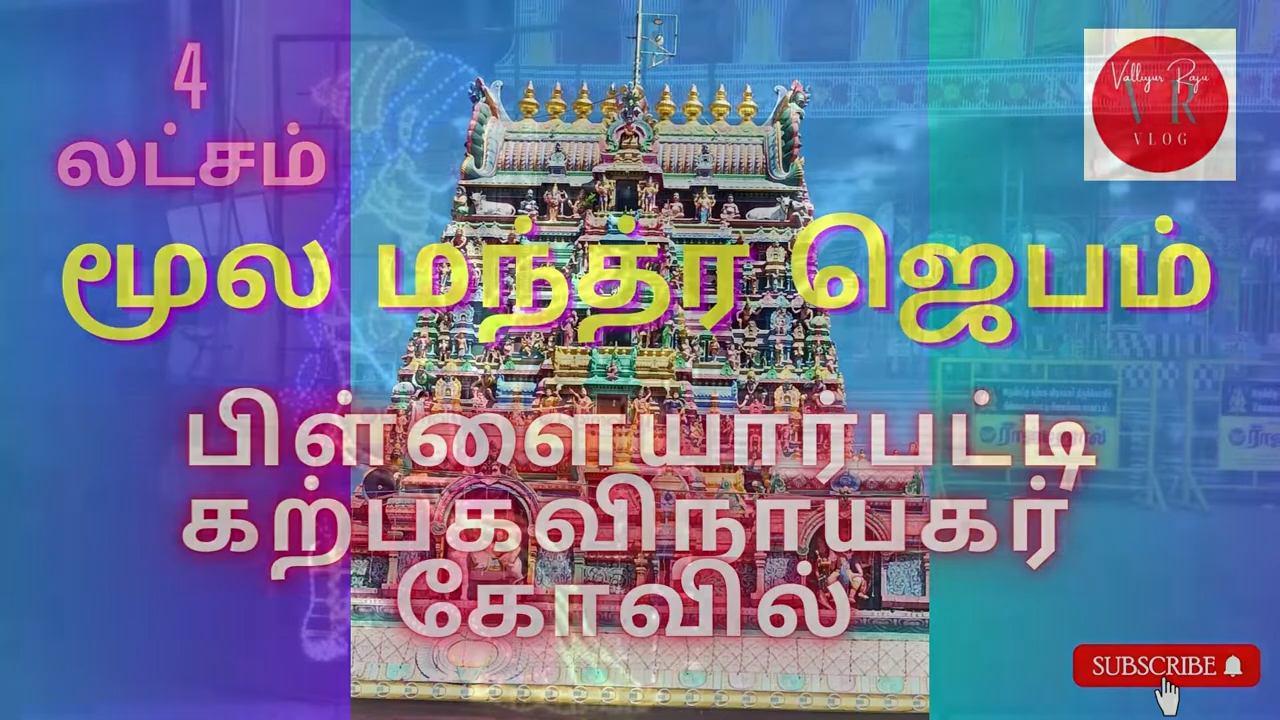 4
லட்சம்
மூல மந்த்ர ஜெபம்
பிள்ளையார்பட்டி
கற்பகவிநாயகர்
கோவில்
Valliyur Raju
VR
VLOG
SUBSCRIBE